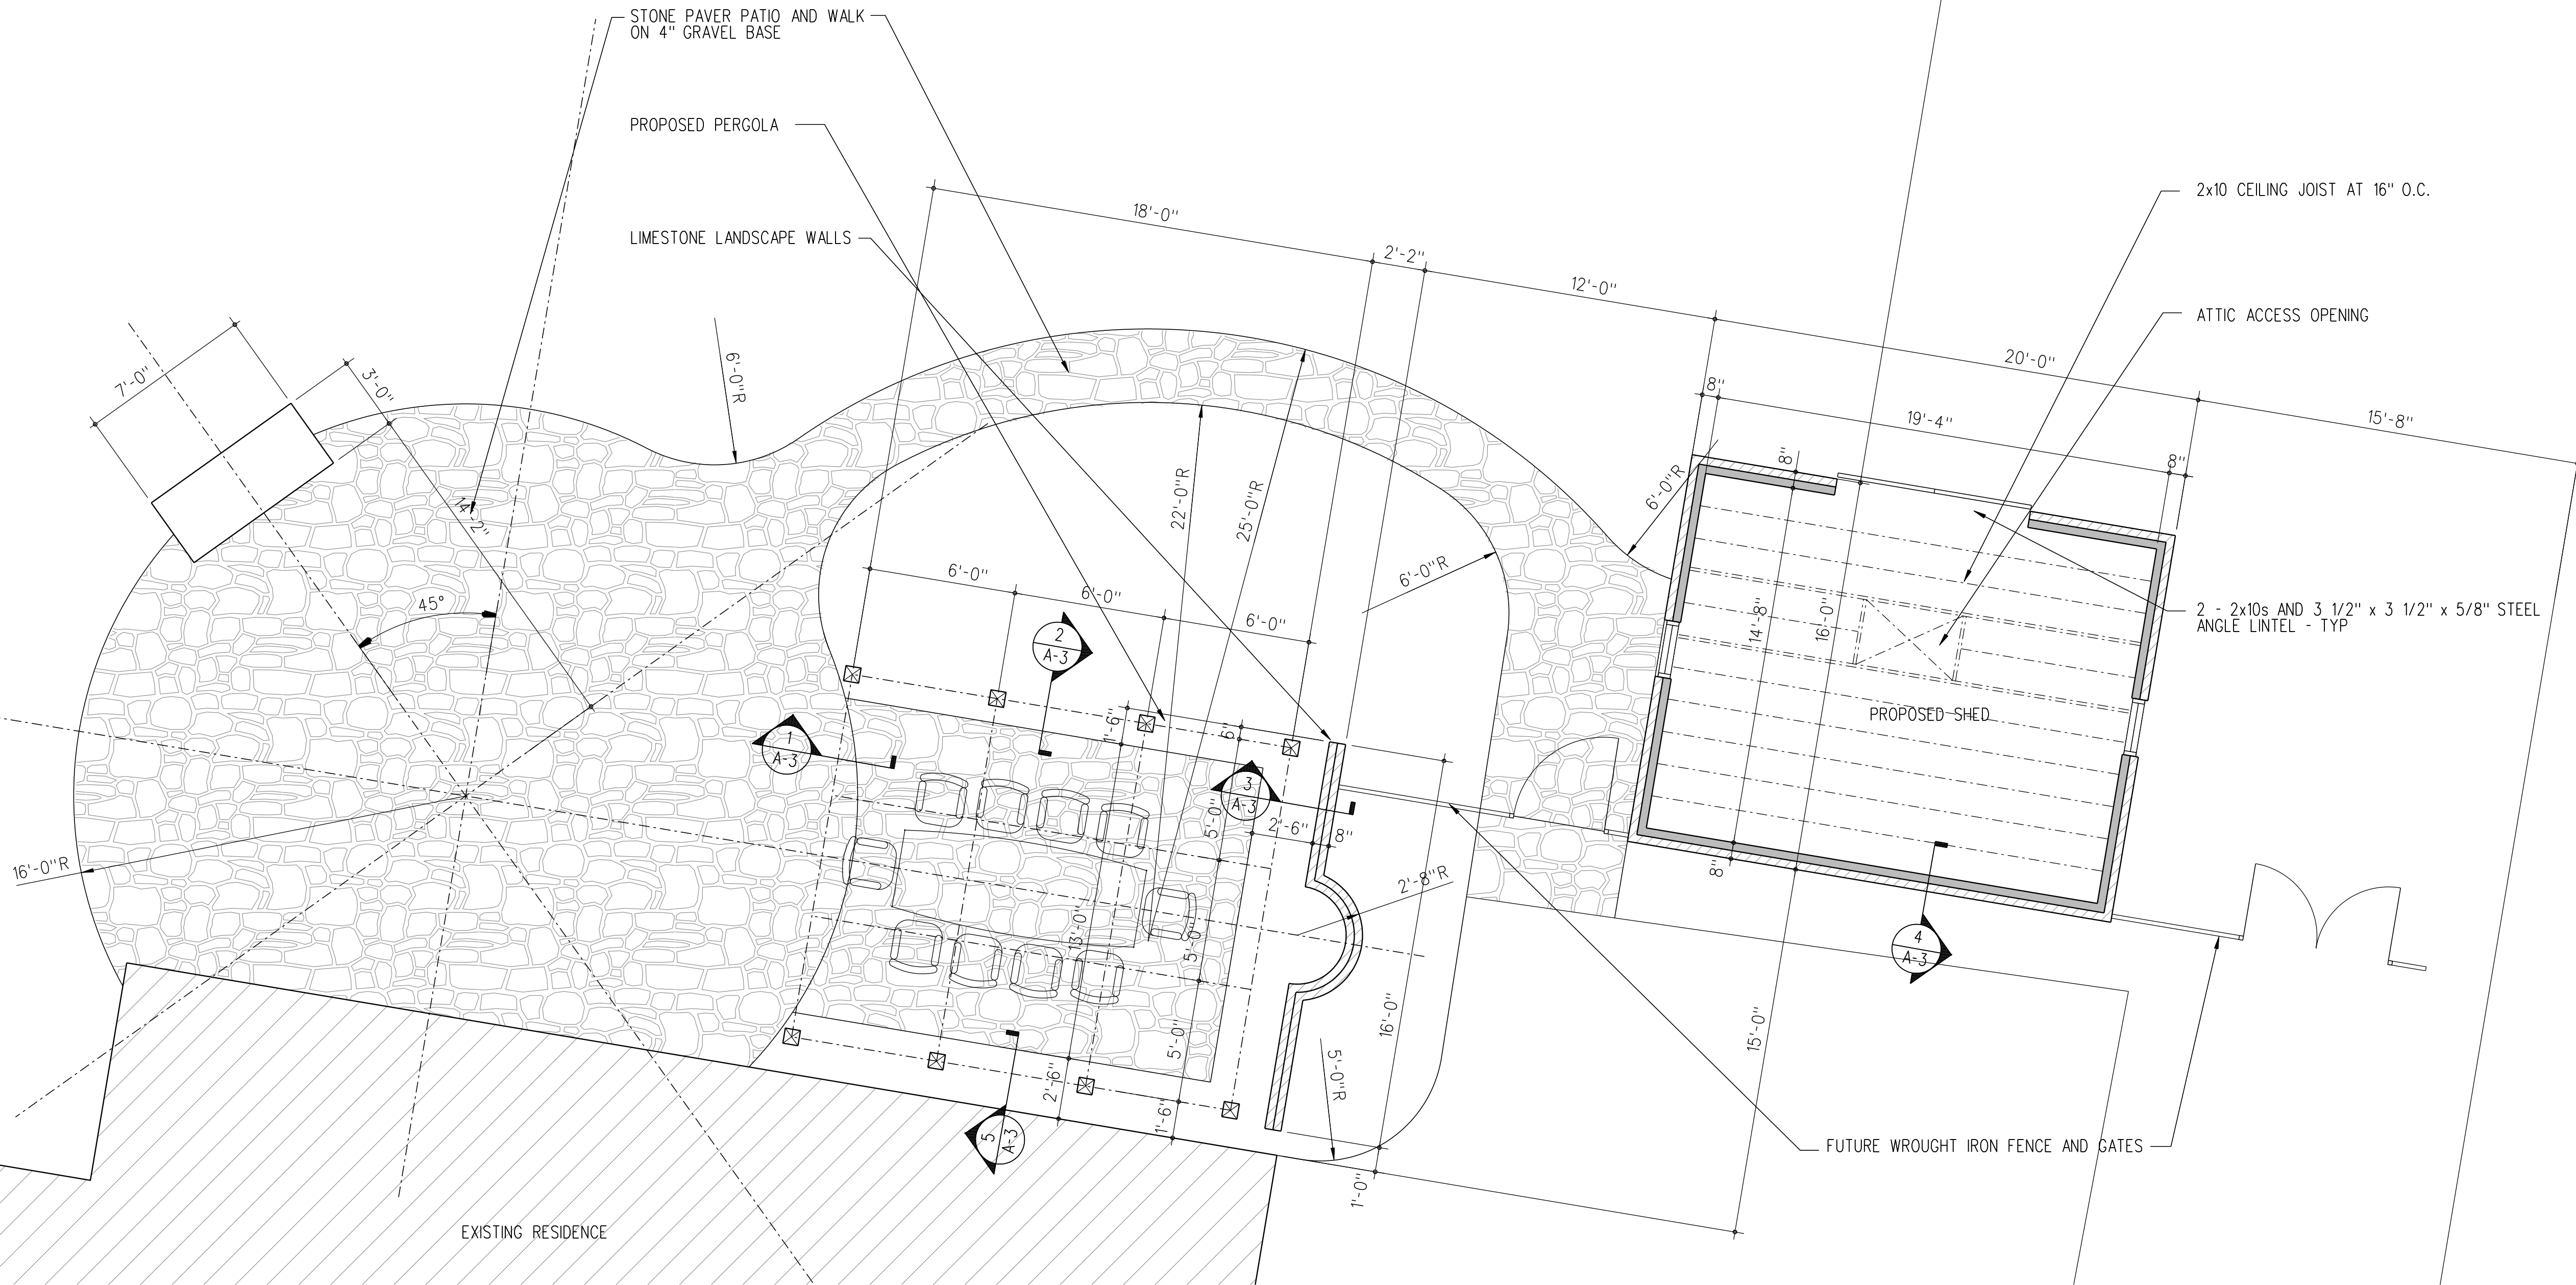 STONE PAVER PATIO AND WALK
ON 4" GRAVEL BASE
PROPOSED PERGOLA
LIMESTONE LANDSCAPE WALLS
18'-0"
2'-2"
12'-0"
20'-0"
15'-8"
2x10 CEILING JOIST AT 16" O.C.
ATTIC ACCESS OPENING
2 - 2x10s AND 3 1/2" x 3 1/2" x 5/8" STEEL
ANGLE LINTEL - TYP
7'-0"
3'-0"
14'-2"
6'-0"R
45°
16'-0"R
22'-0"R
25'-0"R
6'-0"R
6'-0"R
8"
19'-4"
8"
8"
14'-8"
16'-0"
8"
PROPOSED SHED
6'-0"
6'-0"
6'-0"
2
A-3
1
A-3
3
A-3
1'-6"
6"
5'-0"
2'-6"
8"
2'-8"R
13'-0"
5'-0"
5'-0"
2'-6"
1'-6"
16'-0"
5'-0"R
1'-0"
15'-0"
4
A-3
5
A-3
FUTURE WROUGHT IRON FENCE AND GATES
EXISTING RESIDENCE